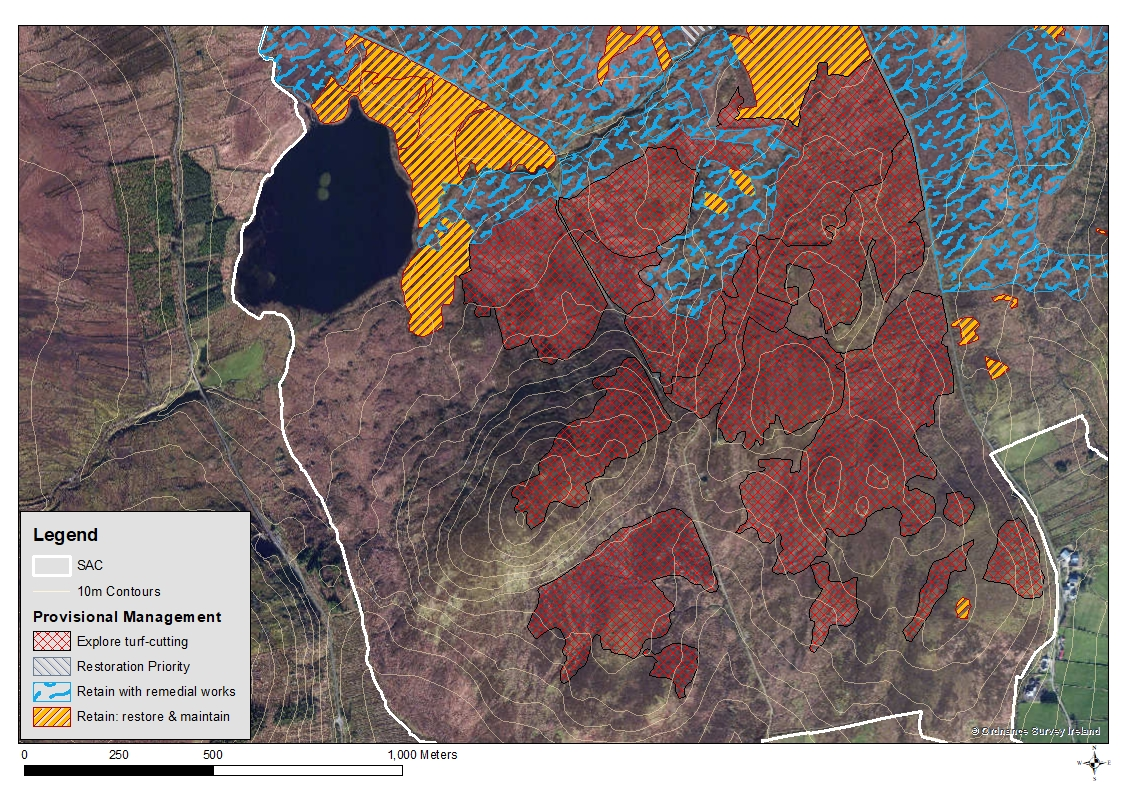 Legend
SAC
10m Contours
Provisional Management
Explore turf-cutting
Restoration Priority
Retain with remedial works
Retain: restore & maintain
© Ordnance Survey Ireland
0 250 500 1,000 Meters
N
W E
S